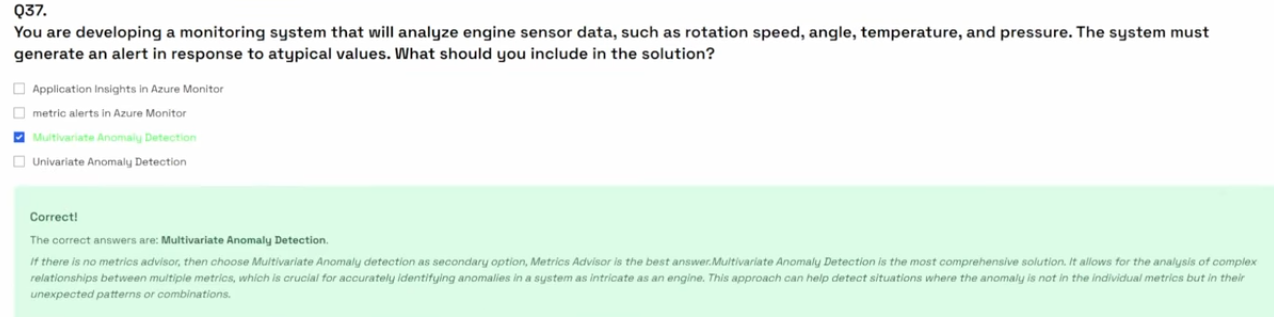 Q37.
You are developing a monitoring system that will analyze engine sensor data, such as rotation speed, angle, temperature, and pressure. The system must
generate an alert in response to atypical values. What should you include in the solution?
Application Insights in Azure Monitor
metric alerts in Azure Monitor
Multivariate Anomaly Detection
Univariate Anomaly Detection
Correct!
The correct answers are: Multivariate Anomaly Detection.
If there is no metrics advisor, then choose Multivariate Anomaly detection as secondary option, Metrics Advisor is the best answer.Multivariate Anomaly Detection is the most comprehensive solution. It allows for the analysis of complex
relationships between multiple metrics, which is crucial for accurately identifying anomalies in a system as intricate as an engine. This approach can help detect situations where the anomaly is not in the individual metrics but in their
unexpected patterns or combinations.